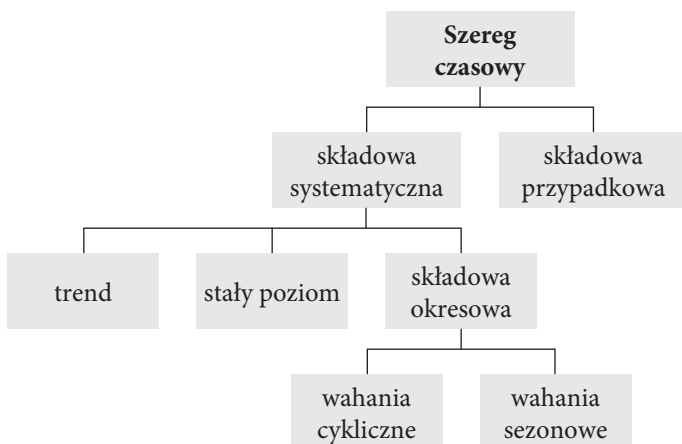 Szereg
czasowy
składowa
systematyczna
składowa
przypadkowa
trend
stały poziom
składowa
okresowa
wahania
cykliczne
wahania
sezonowe